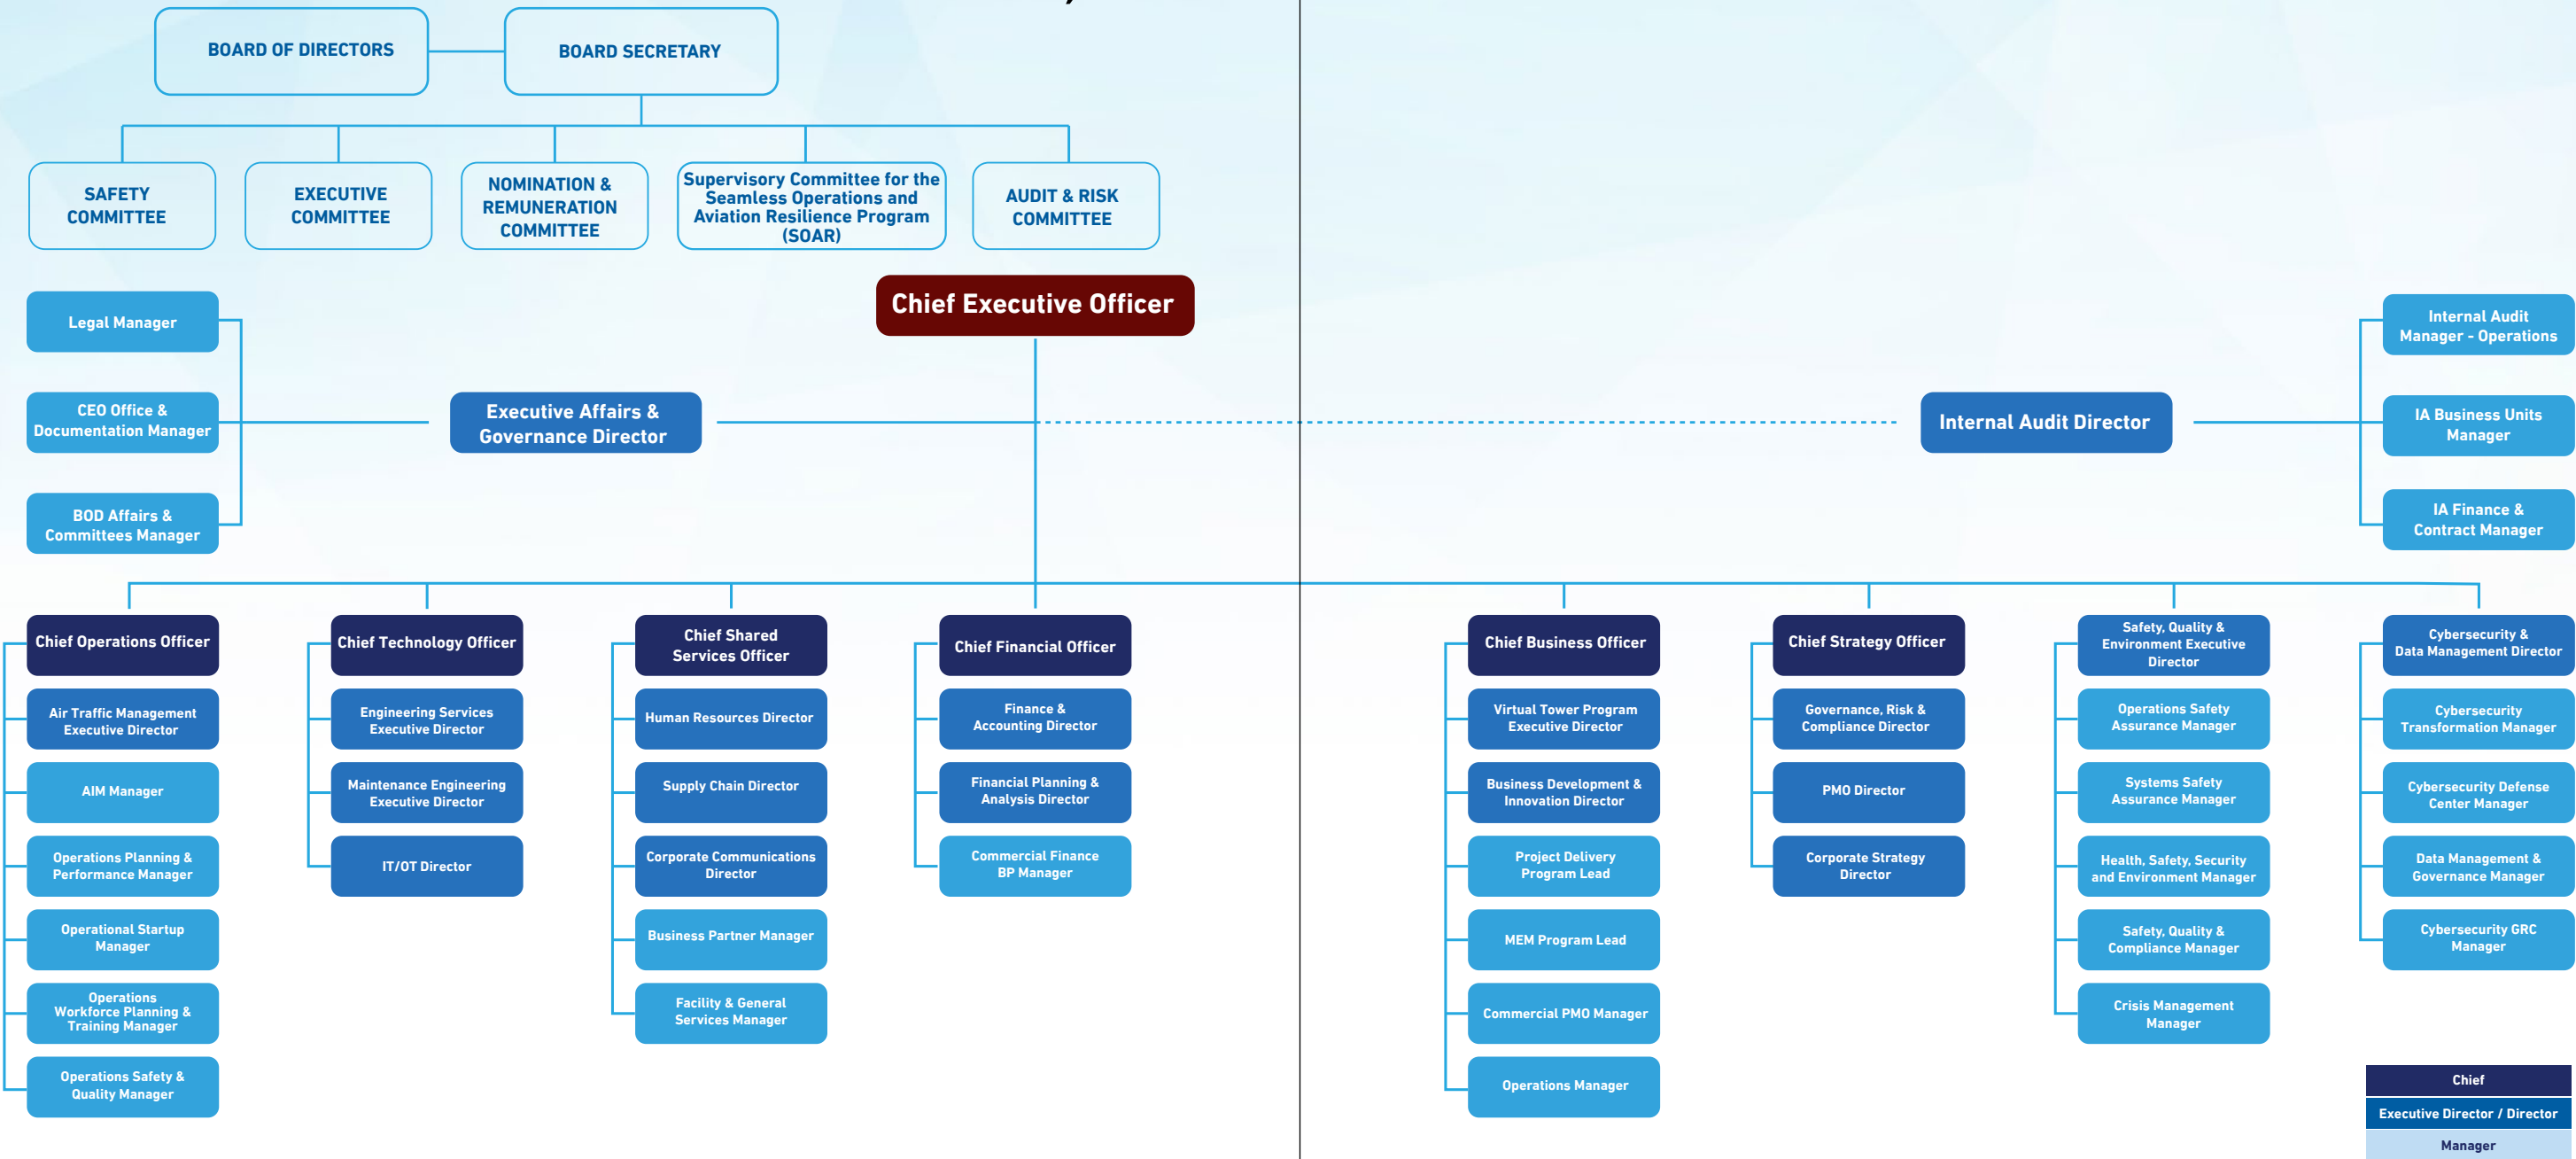 BOARD OF DIRECTORS
BOARD SECRETARY
SAFETY
COMMITTEE
EXECUTIVE
COMMITTEE
NOMINATION &
REMUNERATION
COMMITTEE
Supervisory Committee for the
Seamless Operations and
Aviation Resilience Program
(SOAR)
AUDIT & RISK
COMMITTEE
Chief Executive Officer
Legal Manager
CEO Office &
Documentation Manager
BOD Affairs &
Committees Manager
Executive Affairs &
Governance Director
Internal Audit Director
Internal Audit
Manager - Operations
IA Business Units
Manager
IA Finance &
Contract Manager
Chief Operations Officer
Air Traffic Management
Executive Director
AIM Manager
Operations Planning &
Performance Manager
Operational Startup
Manager
Operations
Workforce Planning &
Training Manager
Operations Safety &
Quality Manager
Chief Technology Officer
Engineering Services
Executive Director
Maintenance Engineering
Executive Director
IT/OT Director
Chief Shared
Services Officer
Human Resources Director
Supply Chain Director
Corporate Communications
Director
Business Partner Manager
Facility & General
Services Manager
Chief Financial Officer
Finance &
Accounting Director
Financial Planning &
Analysis Director
Commercial Finance
BP Manager
Chief Business Officer
Virtual Tower Program
Executive Director
Business Development &
Innovation Director
Project Delivery
Program Lead
MEM Program Lead
Commercial PMO Manager
Operations Manager
Chief Strategy Officer
Governance, Risk &
Compliance Director
PMO Director
Corporate Strategy
Director
Safety, Quality &
Environment Executive
Director
Operations Safety
Assurance Manager
Systems Safety
Assurance Manager
Health, Safety, Security
and Environment Manager
Safety, Quality &
Compliance Manager
Crisis Management
Manager
Cybersecurity &
Data Management Director
Cybersecurity
Transformation Manager
Cybersecurity Defense
Center Manager
Data Management &
Governance Manager
Cybersecurity GRC
Manager
Chief
Executive Director / Director
Manager